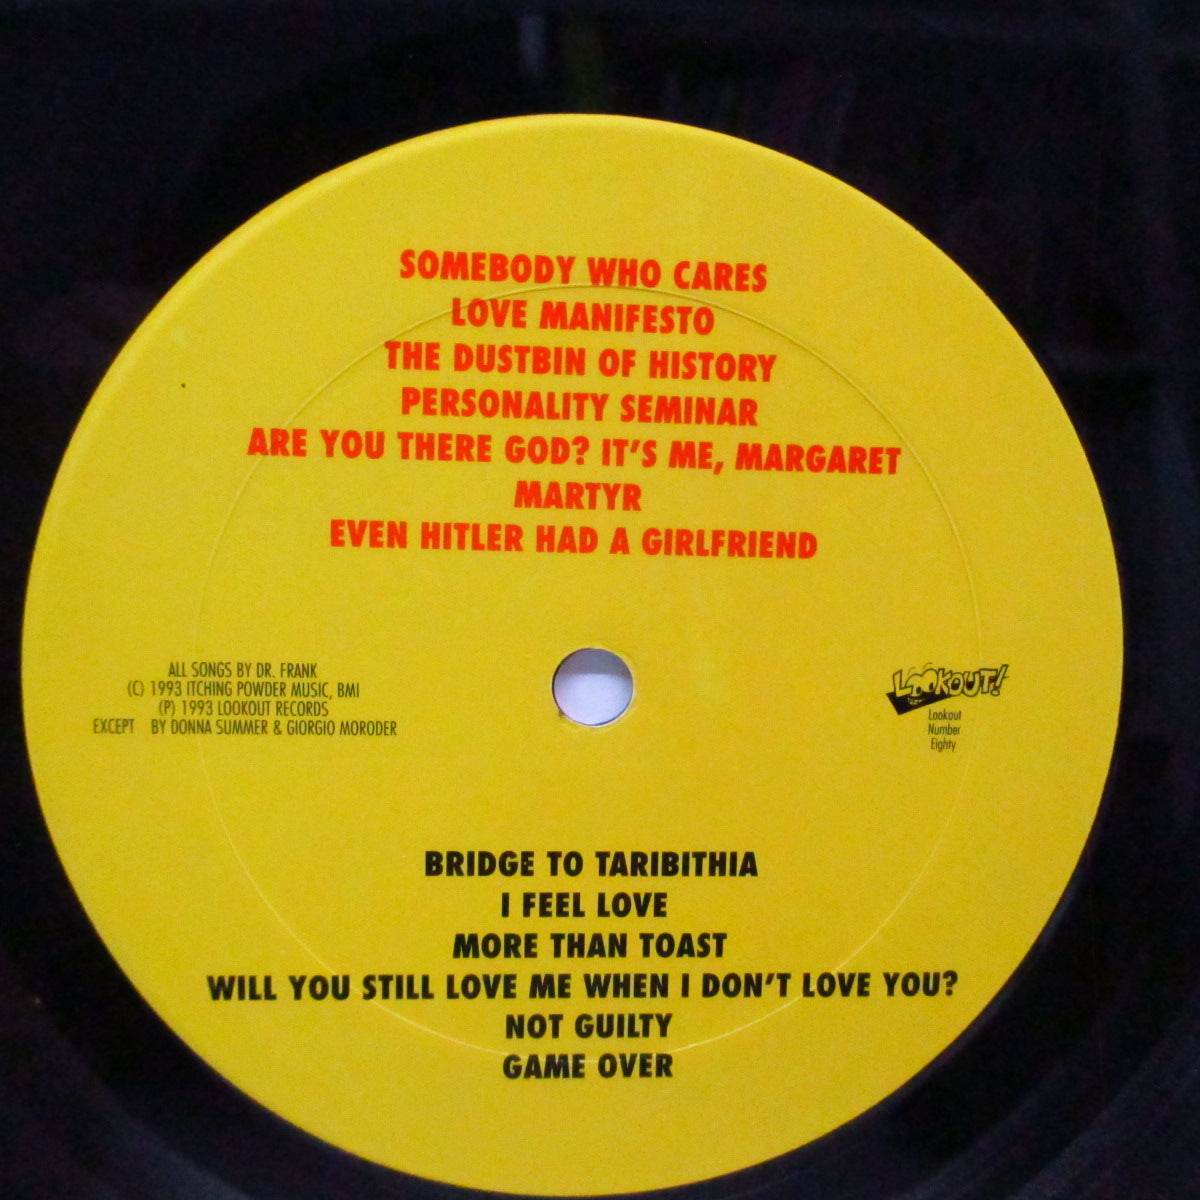 SOMEBODY WHO CARES
LOVE MANIFESTO
THE DUSTBIN OF HISTORY
PERSONALITY SEMINAR
ARE YOU THERE GOD? IT'S ME, MARGARET
MARTYR
EVEN HITLER HAD A GIRLFRIEND
ALL SONGS BY DR. FRANK
(C) 1993 ITCHING POWDER MUSIC, BMI
(P) 1993 LOOKOUT RECORDS
EXCEPT BY DONNA SUMMER & GIORGIO MORODER
LOOKOUT!
Lookout
Number
Eighty
BRIDGE TO TARIBITHIA
I FEEL LOVE
MORE THAN TOAST
WILL YOU STILL LOVE ME WHEN I DON'T LOVE YOU?
NOT GUILTY
GAME OVER